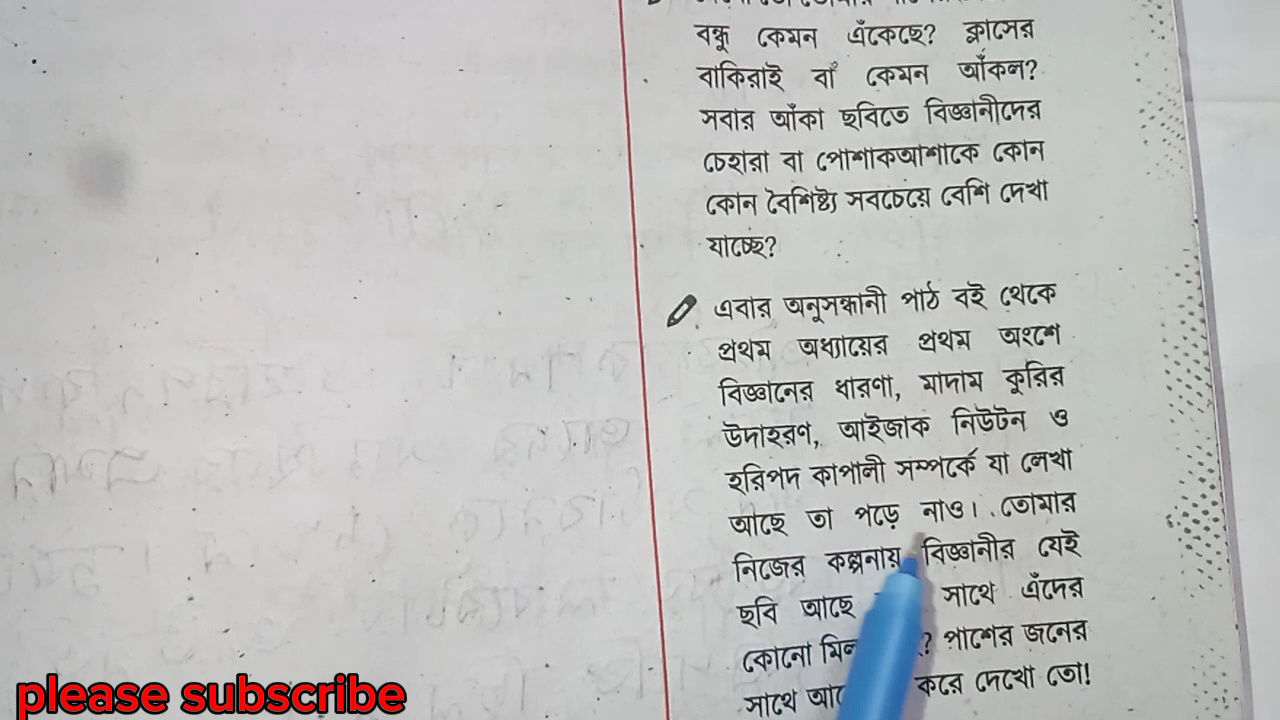 বন্ধু কেমন এঁকেছে? ক্লাসের
বাকিরাই বা কেমন আঁকল?
সবার আঁকা ছবিতে বিজ্ঞানীদের
চেহারা বা পোশাকআশাকে কোন
কোন বৈশিষ্ট্য সবচেয়ে বেশি দেখা
যাচ্ছে?
এবার অনুসন্ধানী পাঠ বই থেকে
প্রথম অধ্যায়ের প্রথম অংশে
বিজ্ঞানের ধারণা, মাদাম কুরির
উদাহরণ, আইজাক নিউটন ও
হরিপদ কাপালী সম্পর্কে যা লেখা
আছে তা পড়ে নাও। তোমার
নিজের কল্পনায় বিজ্ঞানীর যেই
ছবি আছে সাথে এঁদের
কোনো পাশের জনের
সাথে করে দেখো তো!
please subscribe